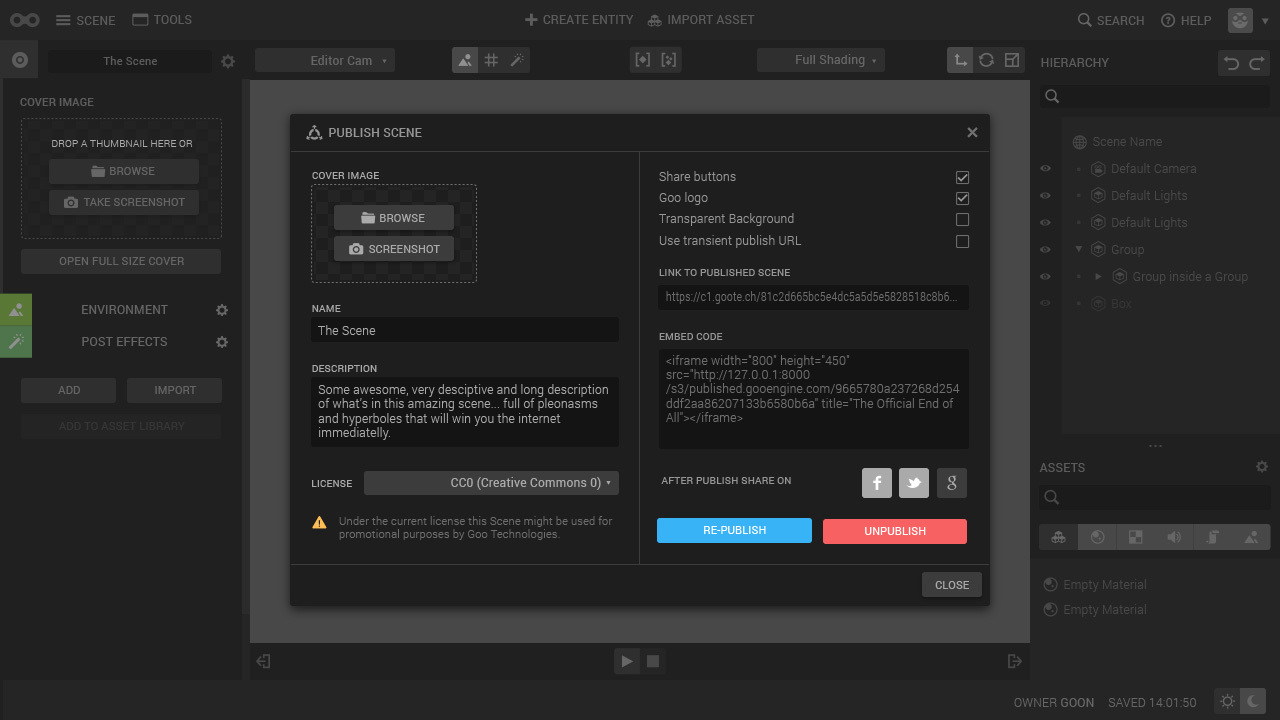 SCENE
TOOLS
CREATE ENTITY
IMPORT ASSET
SEARCH
HELP
The Scene
Editor Cam
Full Shading
HIERARCHY
COVER IMAGE
DROP A THUMBNAIL HERE OR
BROWSE
TAKE SCREENSHOT
OPEN FULL SIZE COVER
ENVIRONMENT
POST EFFECTS
ADD
IMPORT
ADD TO ASSET LIBRARY
PUBLISH SCENE
COVER IMAGE
BROWSE
SCREENSHOT
NAME
The Scene
DESCRIPTION
Some awesome, very desciptive and long description
of what's in this amazing scene... full of pleonasms
and hyperboles that will win you the internet
immediatelly.
LICENSE
CC0 (Creative Commons 0)
Under the current license this Scene might be used for
promotional purposes by Goo Technologies.
Share buttons
Goo logo
Transparent Background
Use transient publish URL
LINK TO PUBLISHED SCENE
https://c1.goote.ch/81c2d665bc5e4dc5a5d5e5828518c8b6...
EMBED CODE
<iframe width="800" height="450"
src="http://127.0.0.1:8000
/s3/published.gooengine.com/9665780a237268d254
ddf2aa86207133b6580b6a" title="The Official End of
All"></iframe>
AFTER PUBLISH SHARE ON
RE-PUBLISH
UNPUBLISH
CLOSE
Scene Name
Default Camera
Default Lights
Default Lights
Group
Group inside a Group
Box
ASSETS
Empty Material
Empty Material
OWNER GOON
SAVED 14:01:50